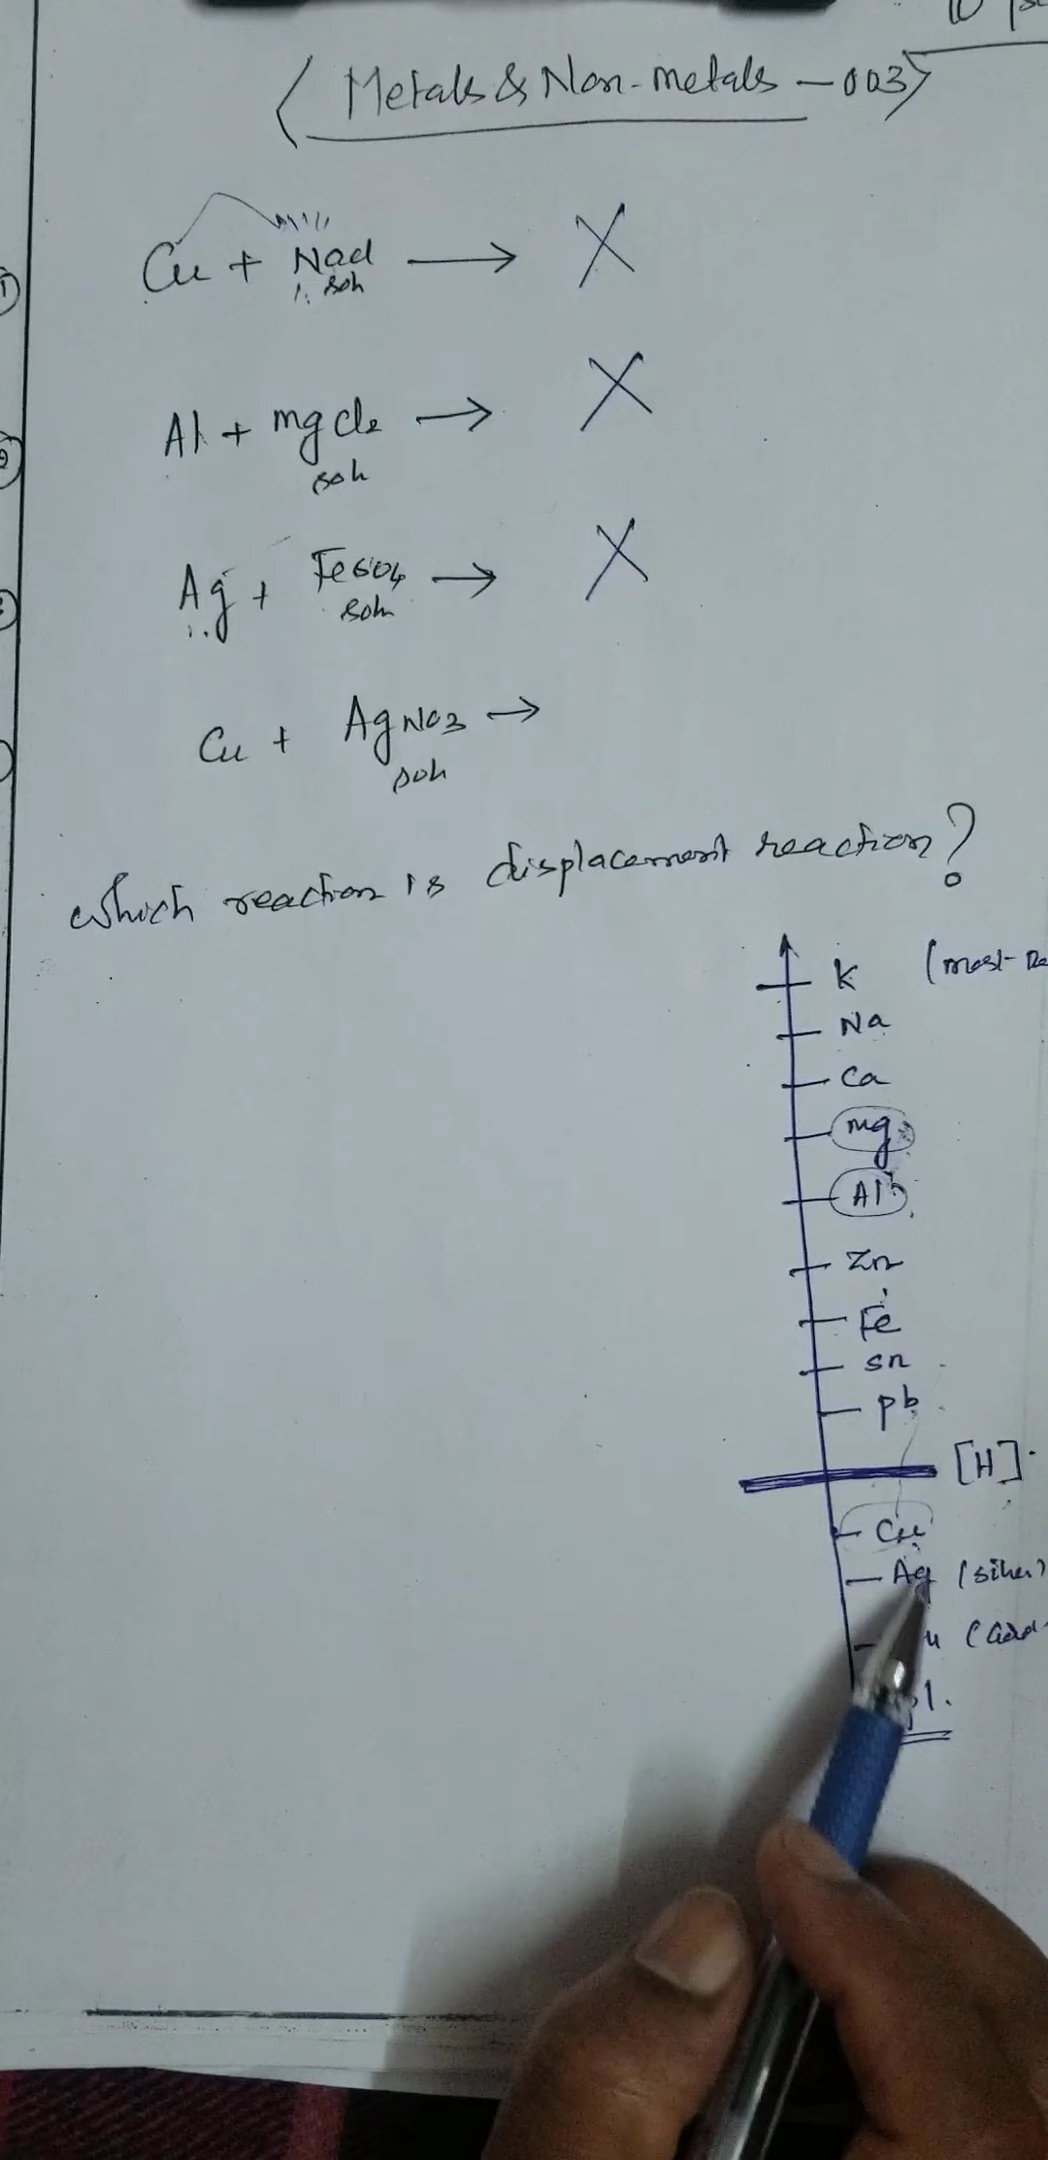 (Metals & Non-metals - 003)
Cu + Nacl → X
soln
Al + mgcl2 → X
soln
Ag + FeSO4 → X
soln
Cu + AgNO3 →
soln
which reaction is displacement reaction?
K
Na
Ca
mg
Al
Zn
Fe
sn
pb
[H]
Cu
Ag (silver)